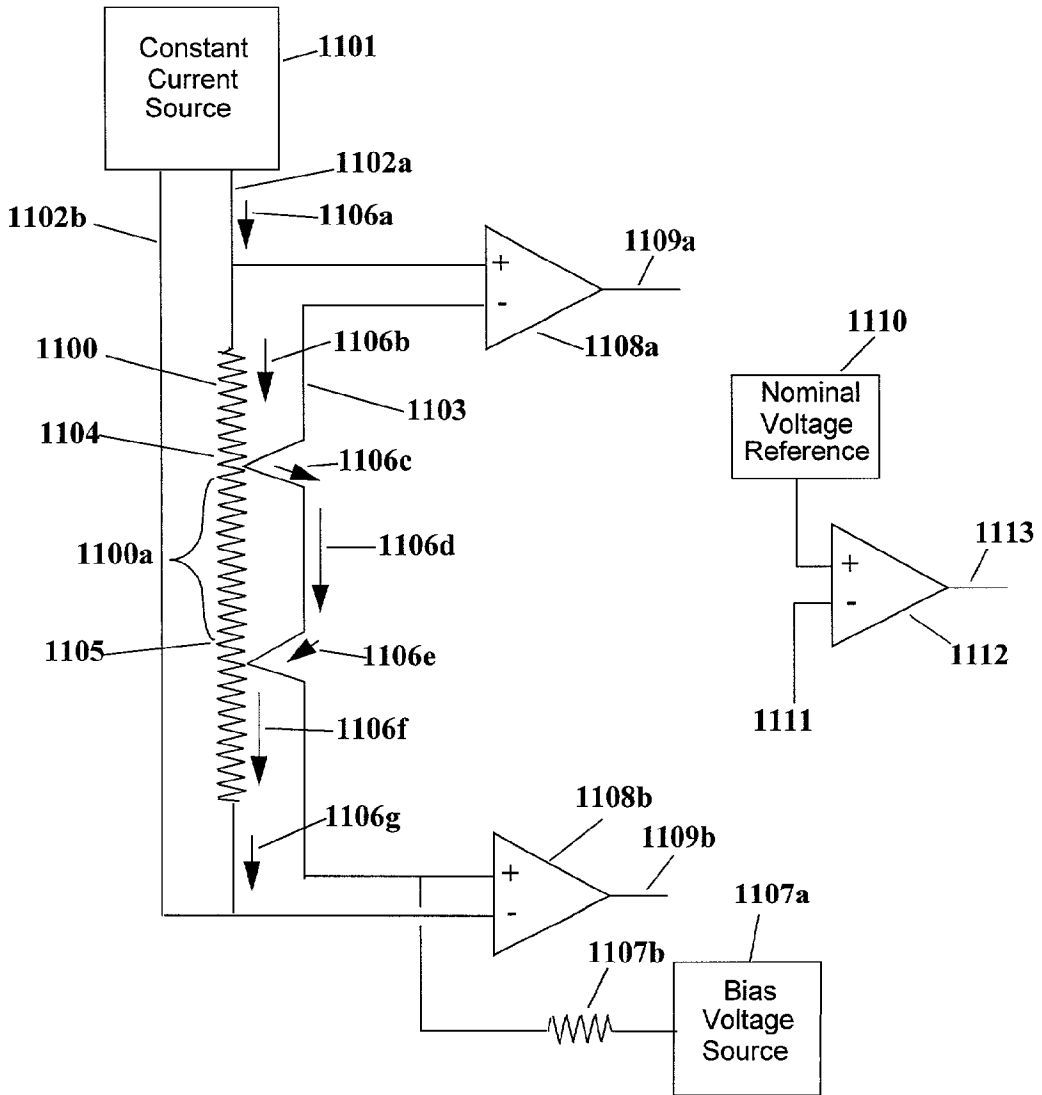 Constant
Current
Source
1101
1102a
1102b
1106a
1109a
+
-
1108a
1110
1100
1106b
1103
Nominal
Voltage
Reference
1104
1106c
1100a
1106d
1113
+
-
1105
1106e
1112
1111
1106f
1108b
1106g
1109b
+
-
1107a
1107b
Bias
Voltage
Source